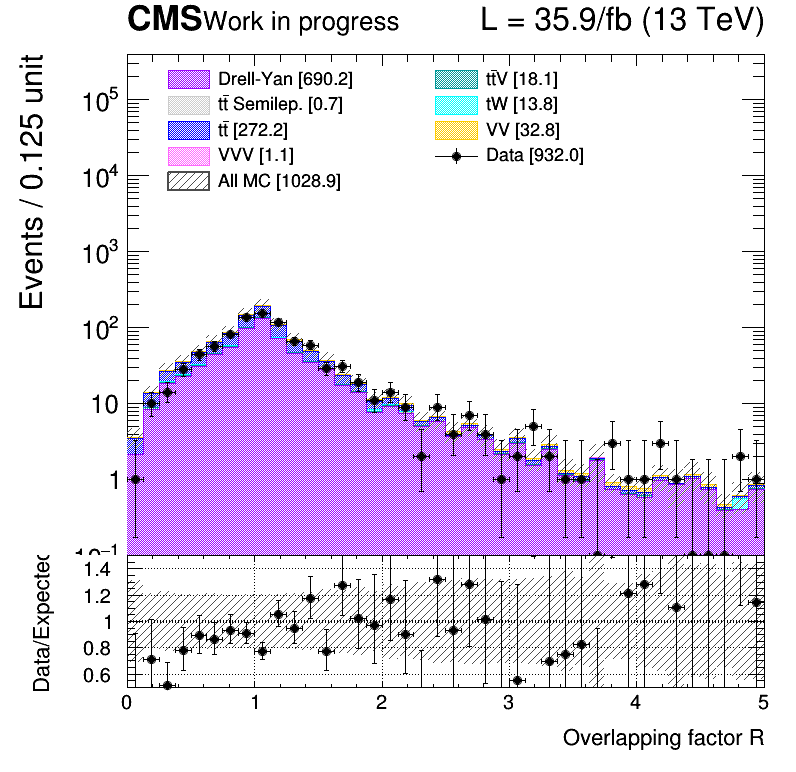 CMS Work in progress L = 35.9/fb (13 TeV)
Events / 0.125 unit
Drell-Yan [690.2]
tt̄ Semilep. [0.7]
tt̄ [272.2]
VVV [1.1]
All MC [1028.9]
tt̄V [18.1]
tW [13.8]
VV [32.8]
Data [932.0]
10⁵
10⁴
10³
10²
10
1
10⁻¹
Data/Expected
1.4
1.2
1
0.8
0.6
0 1 2 3 4 5
Overlapping factor R